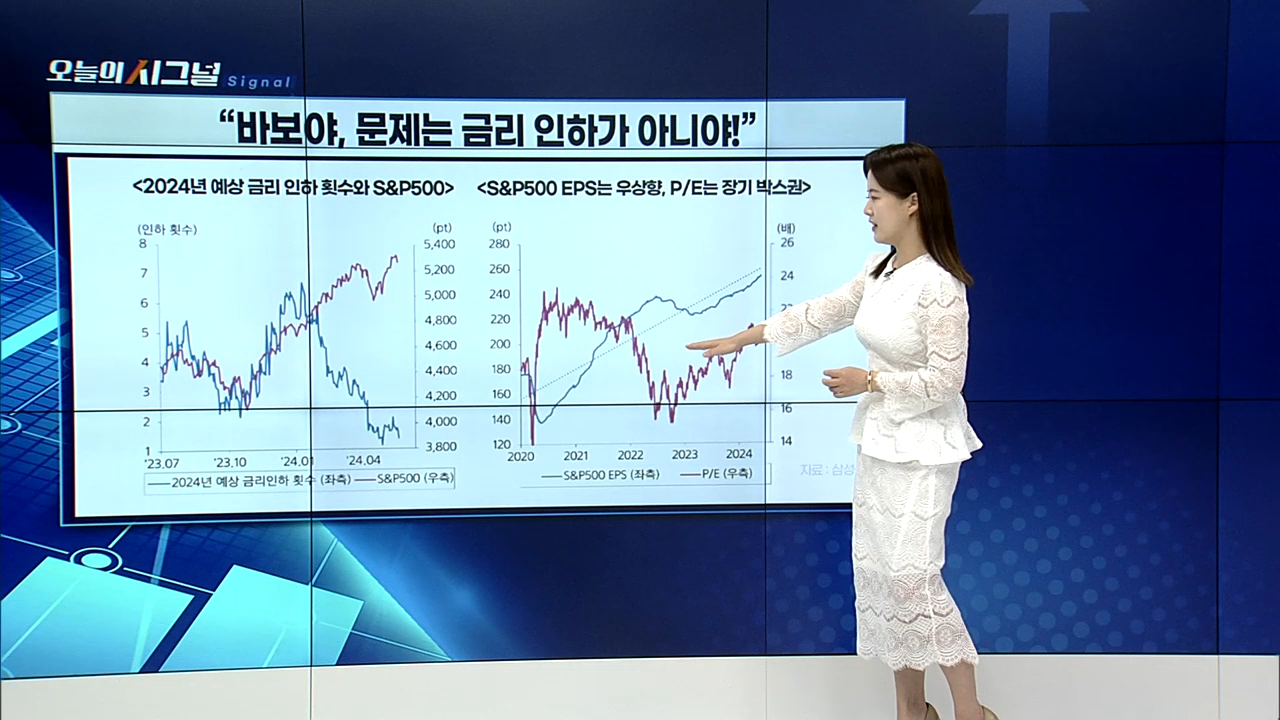 오늘의 시그널 Signal
“바보야, 문제는 금리 인하가 아니야!”
<2024년 예상 금리 인하 횟수와 S&P500>
(인하 횟수)
(pt)
8
7
6
5
4
3
2
1
5,400
5,200
5,000
4,800
4,600
4,400
4,200
4,000
3,800
'23.07 '23.10 '24.01 '24.04
2024년 예상 금리인하 횟수 (좌측) S&P500 (우측)
<S&P500 EPS는 우상향, P/E는 장기 박스권>
(pt)
(배)
280
260
240
220
200
180
160
140
120
26
24
22
18
16
14
2020 2021 2022 2023 2024
S&P500 EPS (좌측) P/E (우측)
자료 : 삼성